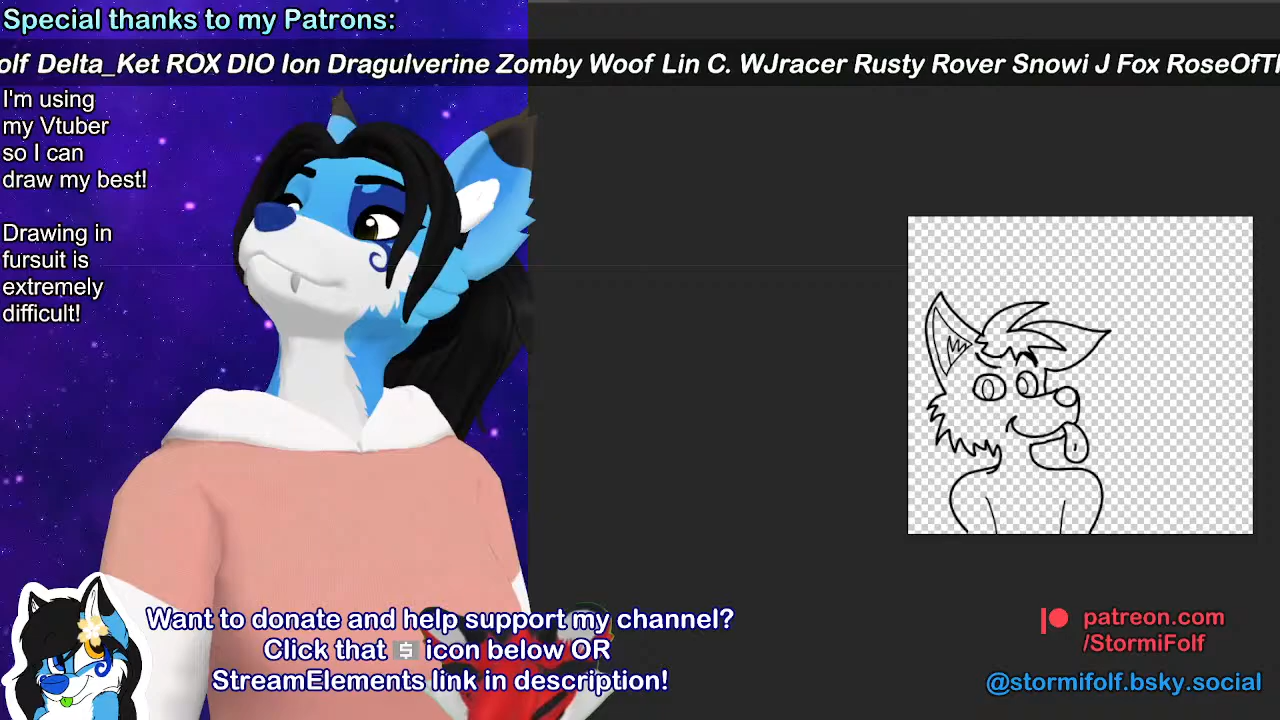 Special thanks to my Patrons:
olf Delta_Ket ROX DIO Ion Dragulverine Zomby Woof Lin C. WJracer Rusty Rover Snowi J Fox RoseOfTh
I'm using
my Vtuber
so I can
draw my best!
Drawing in
fursuit is
extremely
difficult!
Want to donate and help support my channel?
Click that $ icon below OR
StreamElements link in description!
patreon.com
/StormiFolf
@stormifolf.bsky.social